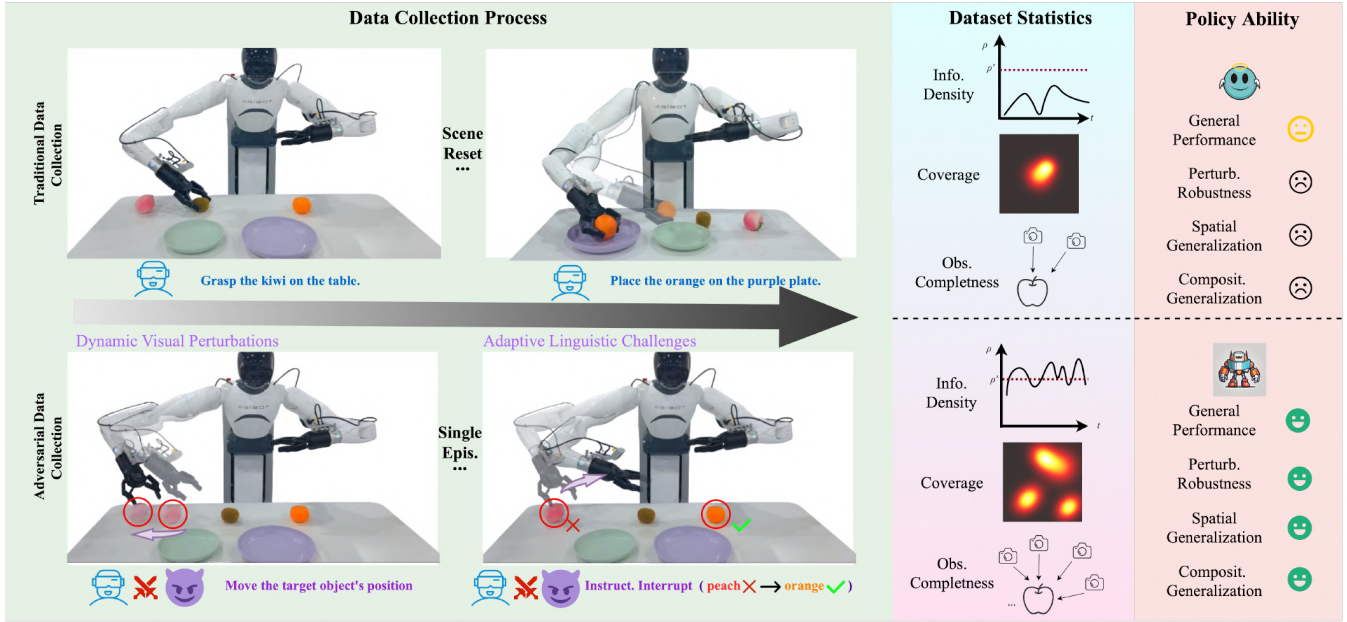 Data Collection Process
Dataset Statistics
Policy Ability
Traditional Data
Collection
Scene
Reset
...
Grasp the kiwi on the table.
Place the orange on the purple plate.
Info.
Density
ρ
ρ'
t
Coverage
Obs.
Completness
General
Performance
Perturb.
Robustness
Spatial
Generalization
Composit.
Generalization
Dynamic Visual Perturbations
Adaptive Linguistic Challenges
Adversarial Data
Collection
Single
Epis.
...
Move the target object's position
Instruct. Interrupt ( peach → orange )
Info.
Density
ρ
ρ'
t
Coverage
Obs.
Completness
...
General
Performance
Perturb.
Robustness
Spatial
Generalization
Composit.
Generalization